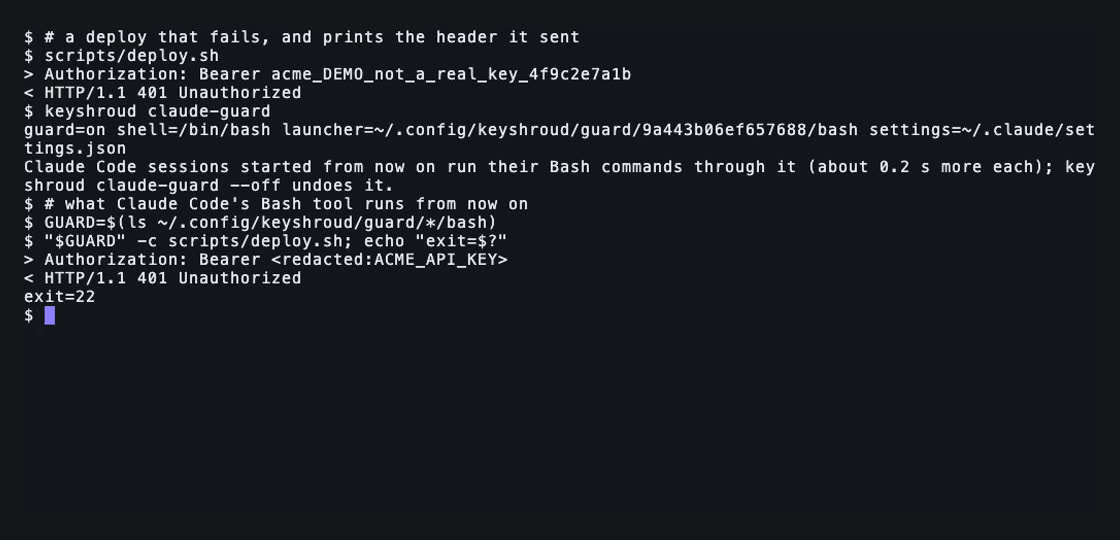 $ # a deploy that fails, and prints the header it sent
$ scripts/deploy.sh
> Authorization: Bearer acme_DEMO_not_a_real_key_4f9c2e7a1b
< HTTP/1.1 401 Unauthorized
$ keyshroud claude-guard
guard=on shell=/bin/bash launcher=~/.config/keyshroud/guard/9a443b06ef657688/bash settings=~/.claude/set
tings.json
Claude Code sessions started from now on run their Bash commands through it (about 0.2 s more each); key
shroud claude-guard --off undoes it.
$ # what Claude Code's Bash tool runs from now on
$ GUARD=$(ls ~/.config/keyshroud/guard/*/bash)
$ "$GUARD" -c scripts/deploy.sh; echo "exit=$?"
> Authorization: Bearer <redacted:ACME_API_KEY>
< HTTP/1.1 401 Unauthorized
exit=22
$